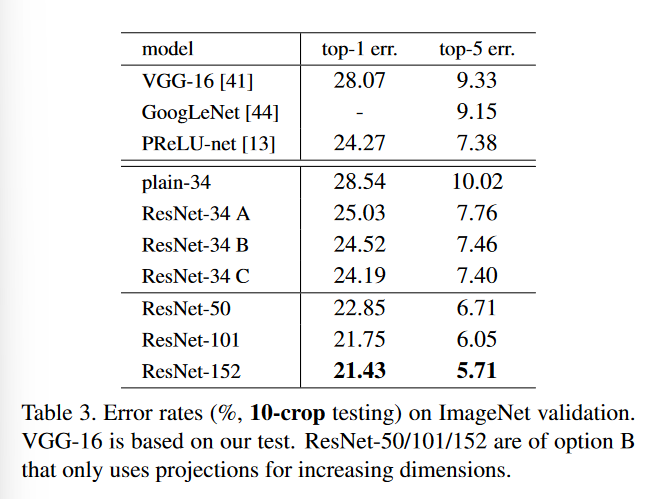 model top-1 err. top-5 err.
VGG-16 [41] 28.07 9.33
GoogLeNet [44] - 9.15
PReLU-net [13] 24.27 7.38
plain-34 28.54 10.02
ResNet-34 A 25.03 7.76
ResNet-34 B 24.52 7.46
ResNet-34 C 24.19 7.40
ResNet-50 22.85 6.71
ResNet-101 21.75 6.05
ResNet-152 21.43 5.71
Table 3. Error rates (%, 10-crop testing) on ImageNet validation.
VGG-16 is based on our test. ResNet-50/101/152 are of option B
that only uses projections for increasing dimensions.